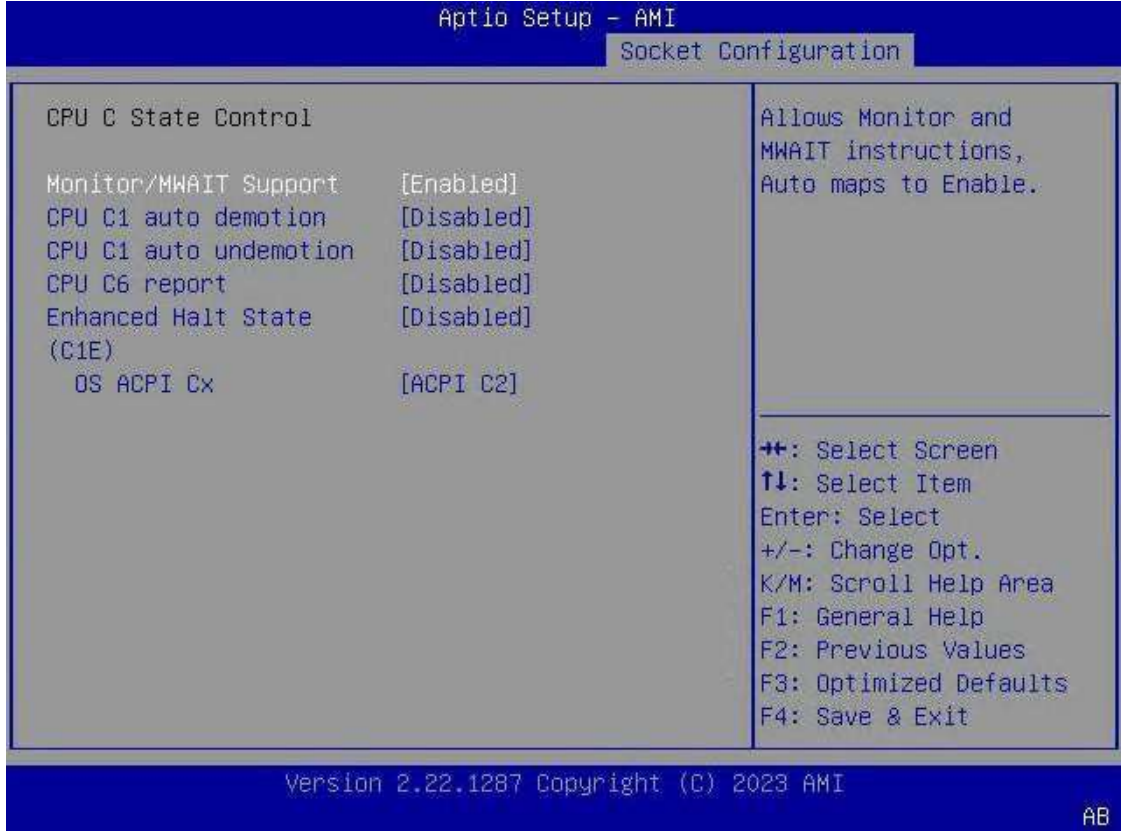 Aptio Setup – AMI
Socket Configuration
CPU C State Control
Monitor/MWAIT Support [Enabled]
CPU C1 auto demotion [Disabled]
CPU C1 auto undemotion [Disabled]
CPU C6 report [Disabled]
Enhanced Halt State [Disabled]
(C1E)
OS ACPI Cx [ACPI C2]
Allows Monitor and
MWAIT instructions,
Auto maps to Enable.
→←: Select Screen
↑↓: Select Item
Enter: Select
+/-: Change Opt.
K/M: Scroll Help Area
F1: General Help
F2: Previous Values
F3: Optimized Defaults
F4: Save & Exit
Version 2.22.1287 Copyright (C) 2023 AMI
AB